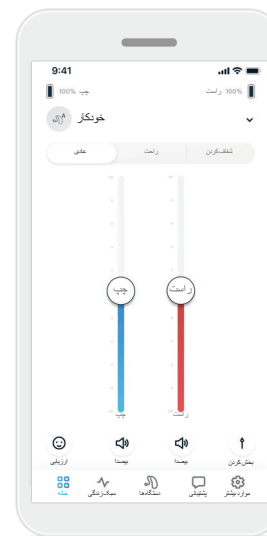 9:41
چپ 100%
راست 100%
خودکار
عادی
راحت
شفاف‌کردن
چپ
راست
چپ
راست
ارزیابی
بیصدا
بیصدا
پخش کردن
خانه
سبک زندگی
دستگاه‌ها
پشتیبانی
موارد بیشتر